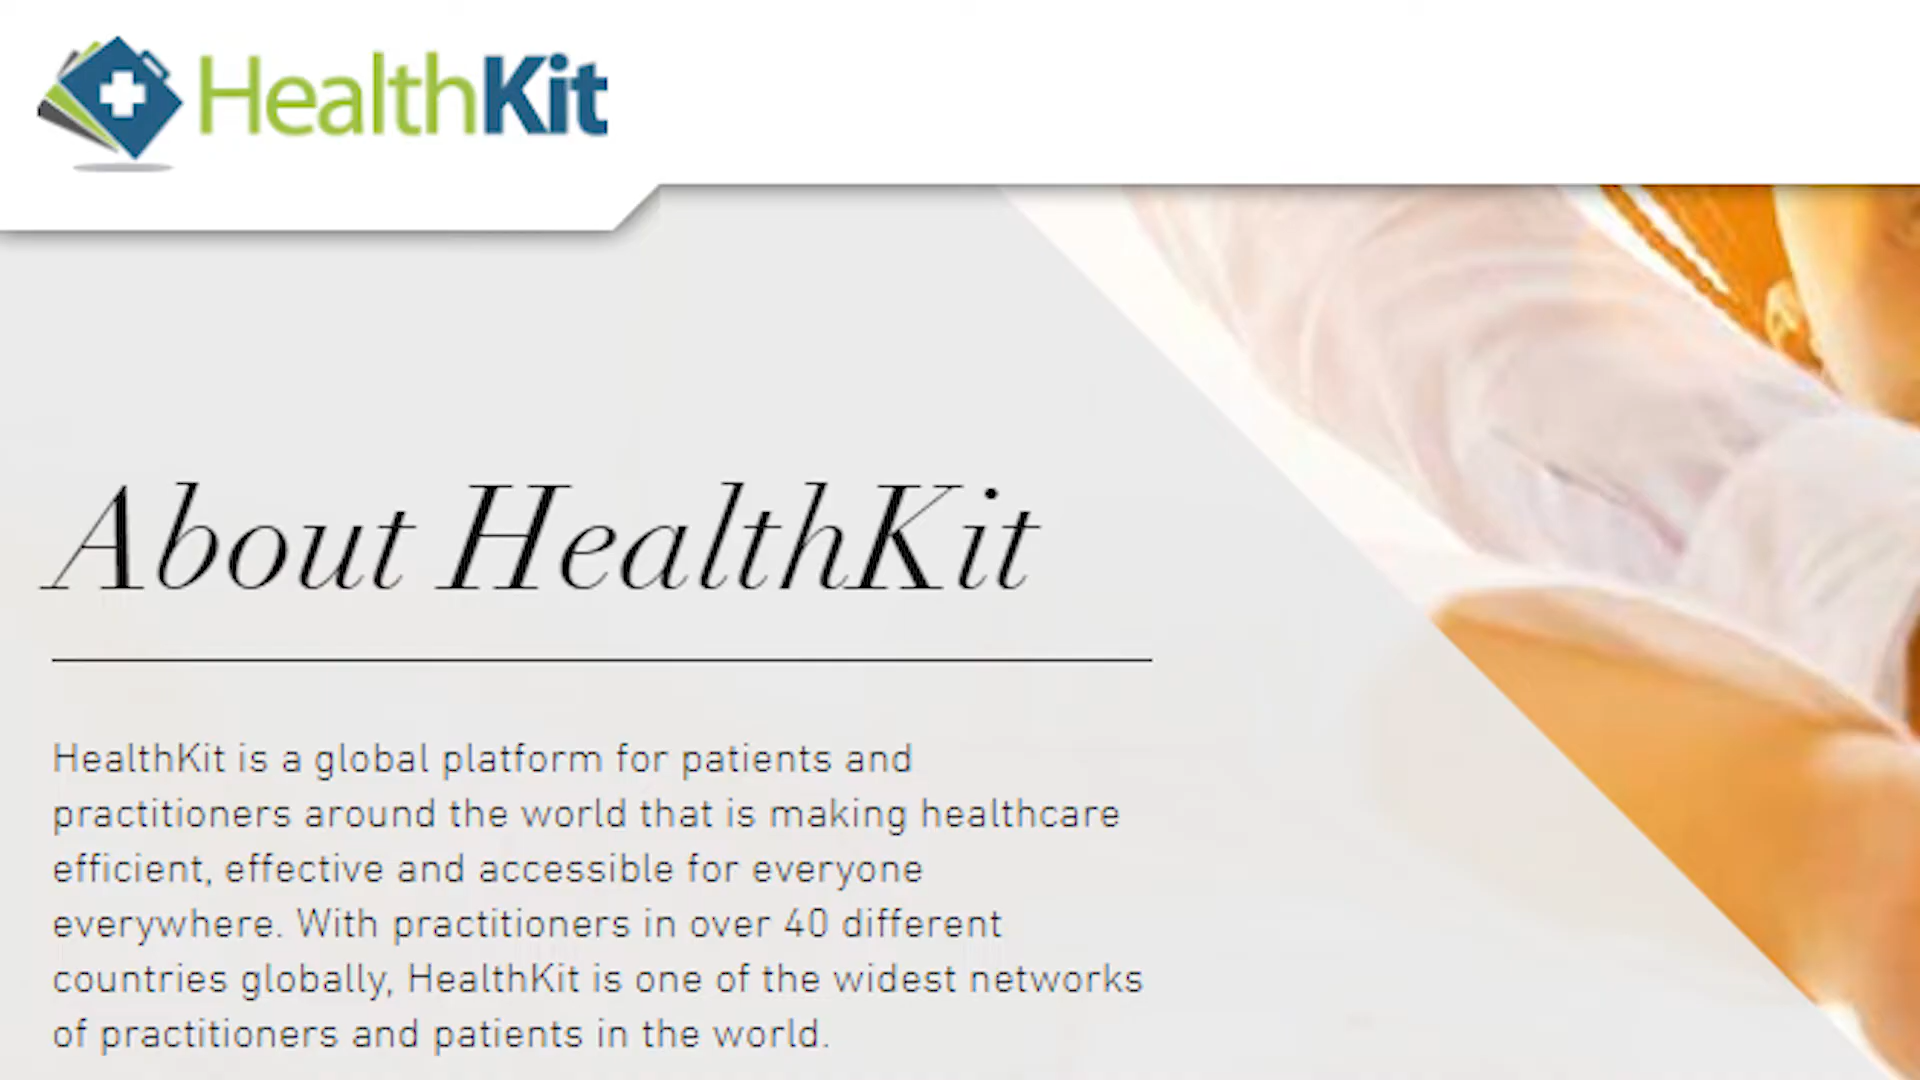 HealthKit
About HealthKit
HealthKit is a global platform for patients and
practitioners around the world that is making healthcare
efficient, effective and accessible for everyone
everywhere. With practitioners in over 40 different
countries globally, HealthKit is one of the widest networks
of practitioners and patients in the world.